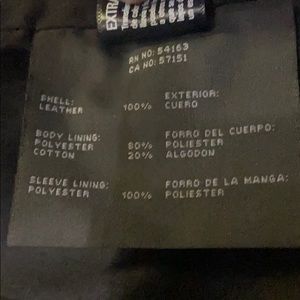 EXTRA
RN NO: 54163
CA NO: 57151
SHELL: 100% EXTERIOR:
LEATHER CUERO
BODY LINING: FORRO DEL CUERPO:
POLYESTER 80% POLIESTER
COTTON 20% ALGODON
SLEEVE LINING: FORRO DE LA MANGA:
POLYESTER 100% POLIESTER